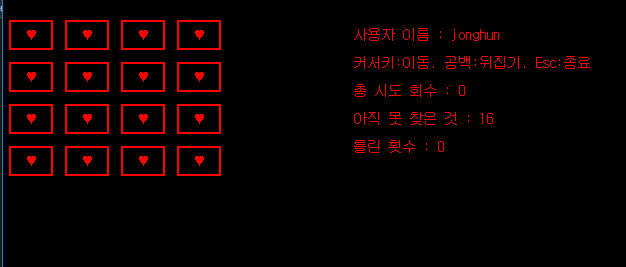 사용자 이름 : jonghun
커서키:이동, 공백:뒤집기, Esc:종료
총 시도 회수 : 0
아직 못 찾은 것 : 16
틀린 횟수 : 0